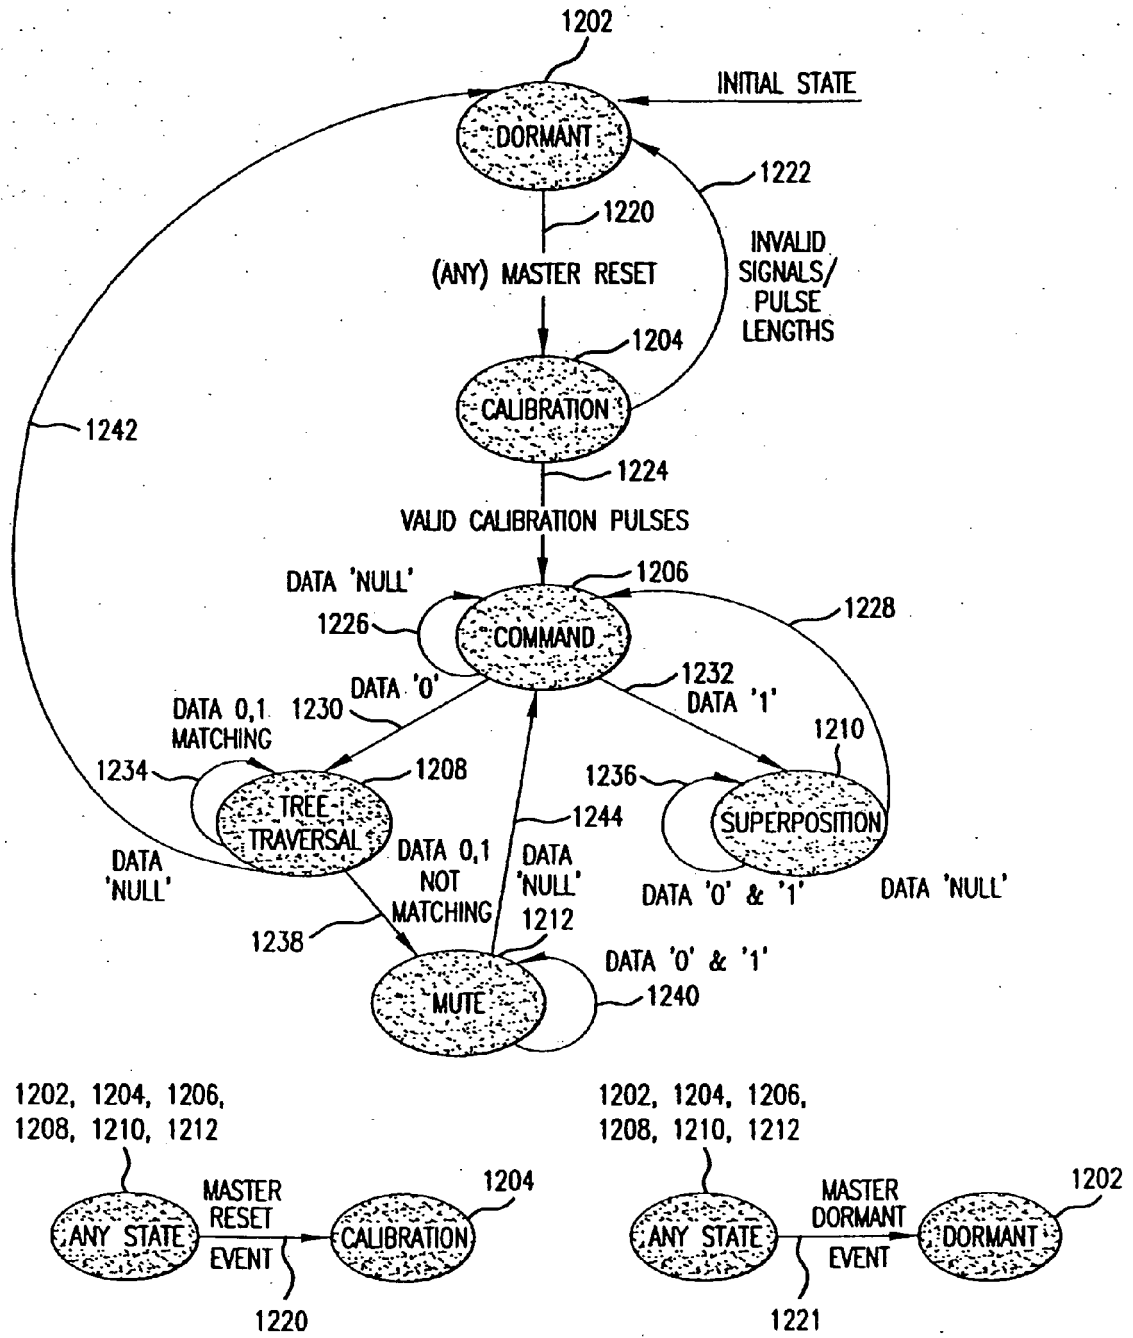 1202
INITIAL STATE
DORMANT
1222
1220
INVALID
SIGNALS/
PULSE
LENGTHS
(ANY) MASTER RESET
1204
CALIBRATION
1242
1224
VALID CALIBRATION PULSES
1206
DATA 'NULL'
1228
1226
COMMAND
1232
DATA '0'
DATA '1'
DATA 0,1
MATCHING
1230
1210
1234
1208
1236
TREE-
TRAVERSAL
1244
SUPERPOSITION
DATA
'NULL'
DATA 0,1
NOT
MATCHING
DATA
'NULL'
1212
DATA '0' & '1'
DATA 'NULL'
1238
DATA '0' & '1'
MUTE
1240
1202, 1204, 1206,
1208, 1210, 1212
ANY STATE
MASTER
RESET
EVENT
1204
CALIBRATION
1220
1202, 1204, 1206,
1208, 1210, 1212
ANY STATE
MASTER
DORMANT
EVENT
1202
DORMANT
1221